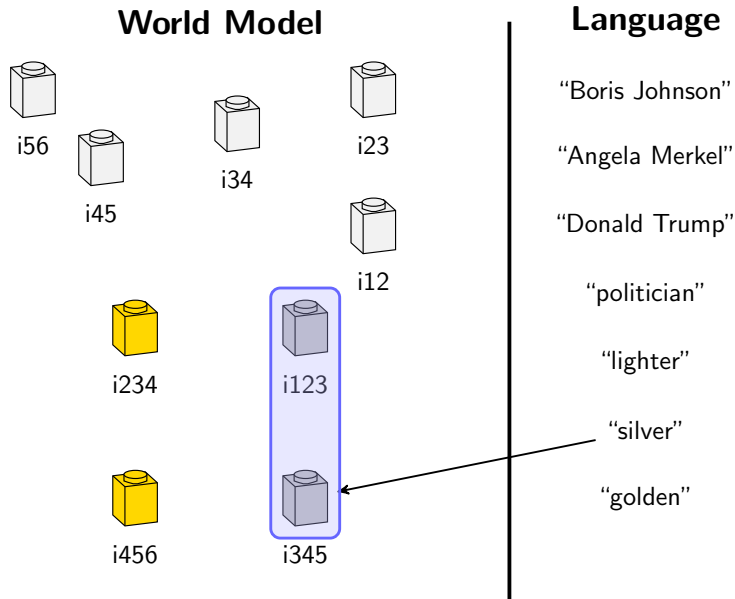 World Model
Language
i56
i45
i34
i23
i12
i234
i123
i456
i345
“Boris Johnson”
“Angela Merkel”
“Donald Trump”
“politician”
“lighter”
“silver”
“golden”